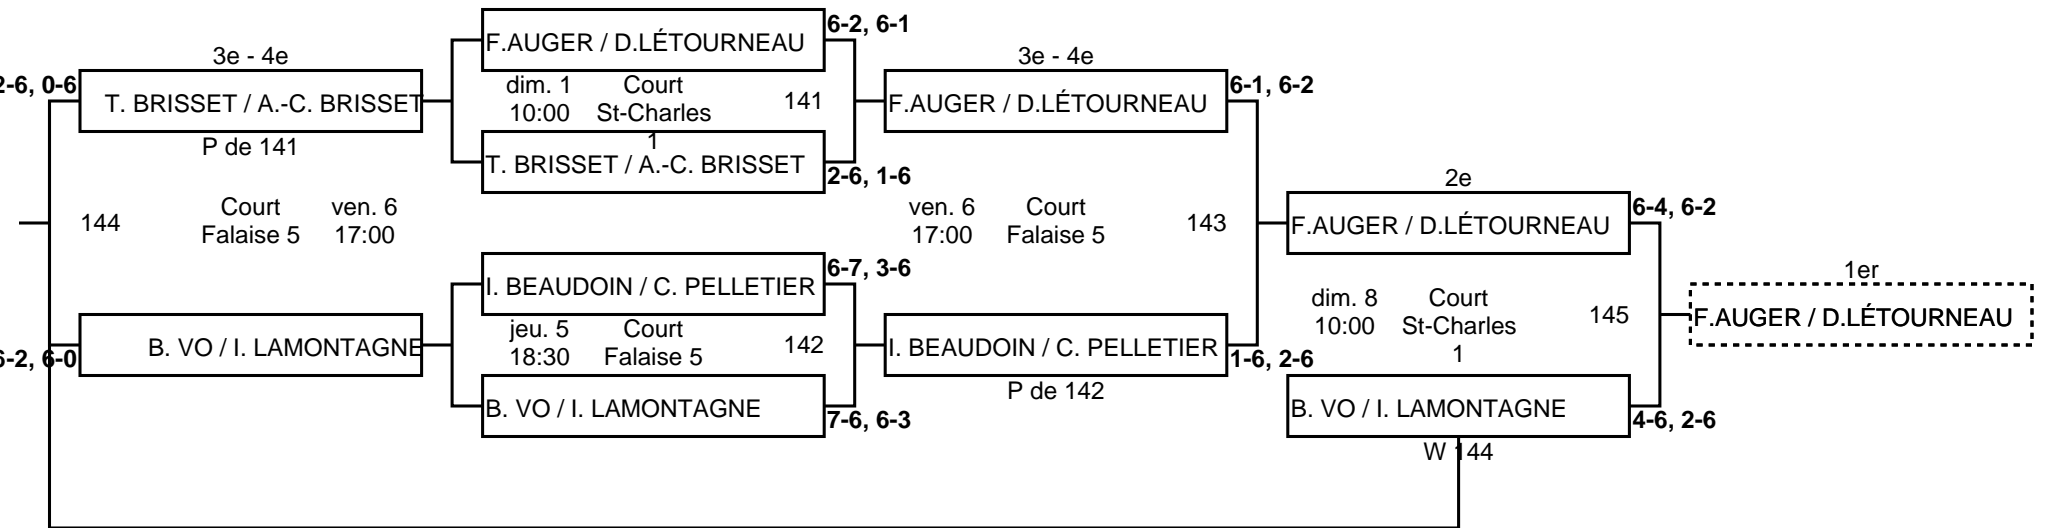 2-6, 0-6
3e - 4e
T. BRISSET / A.-C. BRISSET
P de 141
144
Court
Falaise 5
ven. 6
17:00
6-2, 6-0
B. VO / I. LAMONTAGNE
F.AUGER / D.LÉTOURNEAU
6-2, 6-1
dim. 1
10:00
Court
St-Charles
1
141
T. BRISSET / A.-C. BRISSET
2-6, 1-6
I. BEAUDOIN / C. PELLETIER
6-7, 3-6
jeu. 5
18:30
Court
Falaise 5
142
B. VO / I. LAMONTAGNE
7-6, 6-3
3e - 4e
F.AUGER / D.LÉTOURNEAU
6-1, 6-2
ven. 6
17:00
Court
Falaise 5
143
I. BEAUDOIN / C. PELLETIER
1-6, 2-6
P de 142
2e
F.AUGER / D.LÉTOURNEAU
6-4, 6-2
dim. 8
10:00
Court
St-Charles
1
145
B. VO / I. LAMONTAGNE
4-6, 2-6
W 144
1er
F.AUGER / D.LÉTOURNEAU